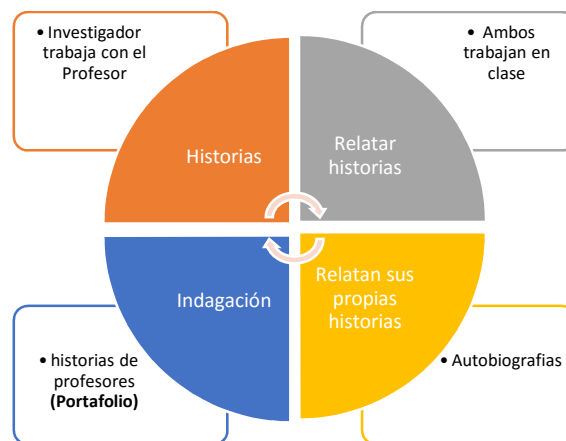 • Investigador
trabaja con el
Profesor
• Ambos
trabajan en
clase
Historias
Relatar
historias
Indagación
Relatan sus
propias
historias
• historias de
profesores
(Portafolio)
• Autobiografias